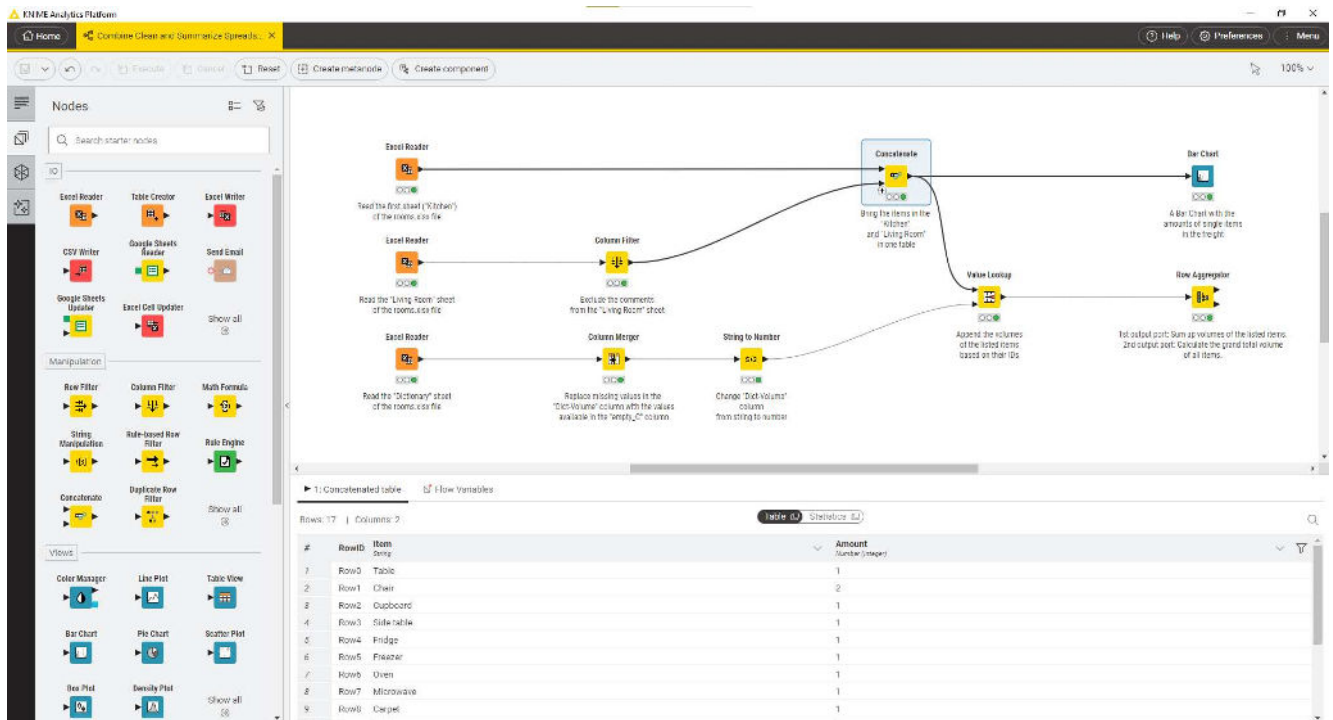 KNIME Analytics Platform
Home
Combine Clean and Summarize Spreads...
Help
Preferences
Menu
Execute
Cancel
Reset
Create metanode
Create component
100%
Nodes
Search starter nodes
IO
Excel Reader
Table Creator
Excel Writer
CSV Writer
Google Sheets
Reader
Send Email
Google Sheets
Updater
Excel Cell Updater
Show all
Manipulation
Row Filter
Column Filter
Math Formula
String
Manipulation
Rule-based Row
Filter
Rule Engine
Concatenate
Duplicate Row
Filter
Show all
Views
Color Manager
Line Plot
Table View
Bar Chart
Pie Chart
Scatter Plot
Box Plot
Density Plot
Show all
Excel Reader
Read the first sheet ("Kitchen")
of the rooms.xlsx file
Excel Reader
Read the "Living Room" sheet
of the rooms.xlsx file
Column Filter
Exclude the comments
from the "Living Room" sheet
Excel Reader
Read the "Dictionary" sheet
of the rooms.xlsx file
Column Merger
Replace missing values in the
"Dict-Volume" column with the values
available in the "empty_C" column
String to Number
Change "Dict-Volume"
column
from string to number
Concatenate
Bring the items in the
"Kitchen"
and "Living Room"
in one table
Value Lookup
Append the volumes
of the listed items
based on their IDs
Bar Chart
A Bar Chart with the
amounts of single items
in the freight
Row Aggregator
1st output port: Sum up volumes of the listed items.
2nd output port: Calculate the grand total volume
of all items.
1: Concatenated table
Flow Variables
Rows: 17 | Columns: 2
Table
Statistics
# RowID Item Amount
String Number (integer)
1 Row0 Table 1
2 Row1 Chair 2
3 Row2 Cupboard 1
4 Row3 Side table 1
5 Row4 Fridge 1
6 Row5 Freezer 1
7 Row6 Oven 1
8 Row7 Microwave 1
9 Row8 Carpet 1